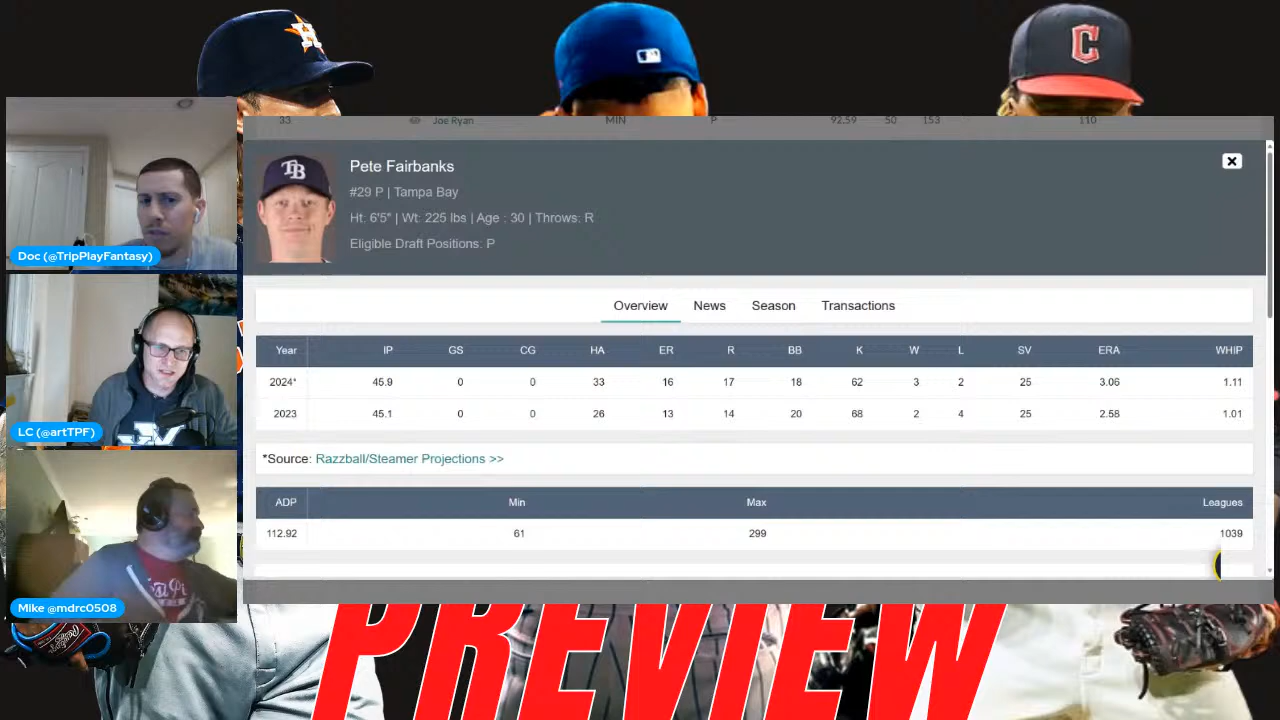 33 Joe Ryan MIN P 92.59 50 153 110
Pete Fairbanks
#29 P | Tampa Bay
Ht: 6'5" | Wt: 225 lbs | Age : 30 | Throws: R
Eligible Draft Positions: P
Overview News Season Transactions
Year IP GS CG HA ER R BB K W L SV ERA WHIP
2024* 45.9 0 0 33 16 17 18 62 3 2 25 3.06 1.11
2023 45.1 0 0 26 13 14 20 68 2 4 25 2.58 1.01
*Source: Razzball/Steamer Projections >>
ADP Min Max Leagues
112.92 61 299 1039
Doc (@TripPlayFantasy)
LC (@artTPF)
Mike @mdrc0508
PREVIEW
H
C
TB